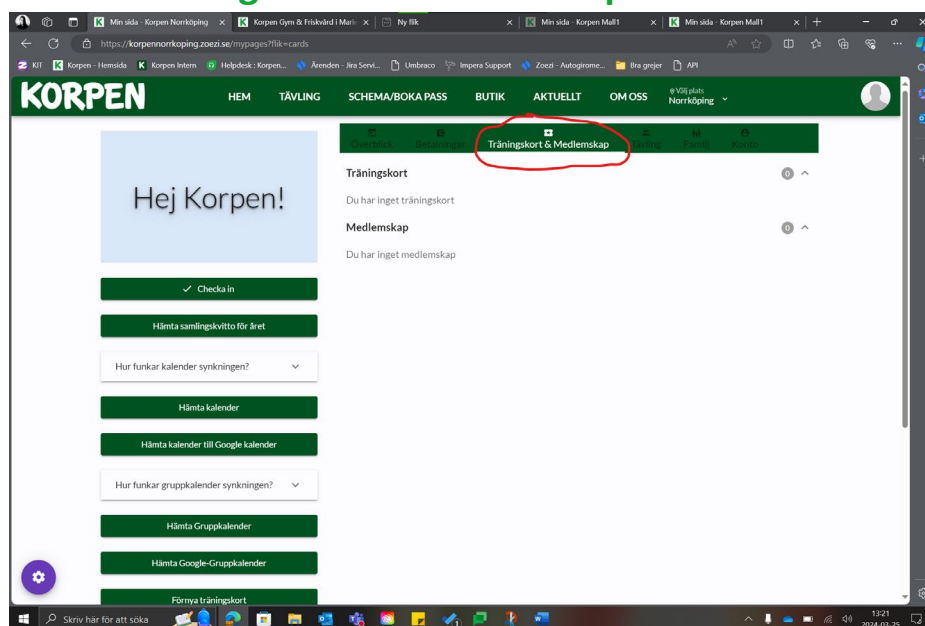 Min sida - Korpen Norrköping
Korpen Gym & Friskvård i Mari
Ny flik
Min sida - Korpen Mall1
Min sida - Korpen Mall1
https://korpennorrkoping.zoezi.se/mypages?flik=cards
KIT
Korpen - Hemsida
Korpen Intern
Helpdesk : Korpen...
Ärenden - Jira Servi...
Umbraco
Impera Support
Zoezi - Autogirome...
Bra grejer
API
KORPEN
HEM
TÄVLING
SCHEMA/BOKA PASS
BUTIK
AKTUELLT
OM OSS
Välj plats
Norrköping
Överblick
Betalningar
Träningskort & Medlemskap
Tävling
Familj
Konto
Hej Korpen!
Träningskort
0
Du har inget träningskort
Medlemskap
0
Du har inget medlemskap
Checka in
Hämta samlingskvitto för året
Hur funkar kalender synkningen?
Hämta kalender
Hämta kalender till Google kalender
Hur funkar gruppkalender synkningen?
Hämta Gruppkalender
Hämta Google-Gruppkalender
Förnya träningskort
Skriv här för att söka
13:21
2024-03-25